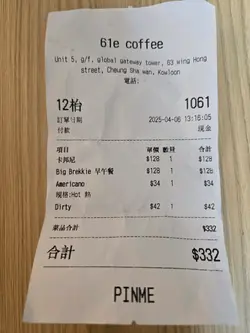 61e coffee
Unit 5, g/f, global gateway tower, 63 wing Hong
street, Cheung Sha wan, Kowloon
電話:
12枱 1061
訂單日期 2025-04-06 13:16:05
付款 現金
項目 單價 數量 合計
卡邦尼 $128 1 $128
Big Brekkie 早午餐 $128 1 $128
Americano $34 1 $34
規格:Hot 熱
Dirty $42 1 $42
菜品合計 $332
合計 $332
PINME